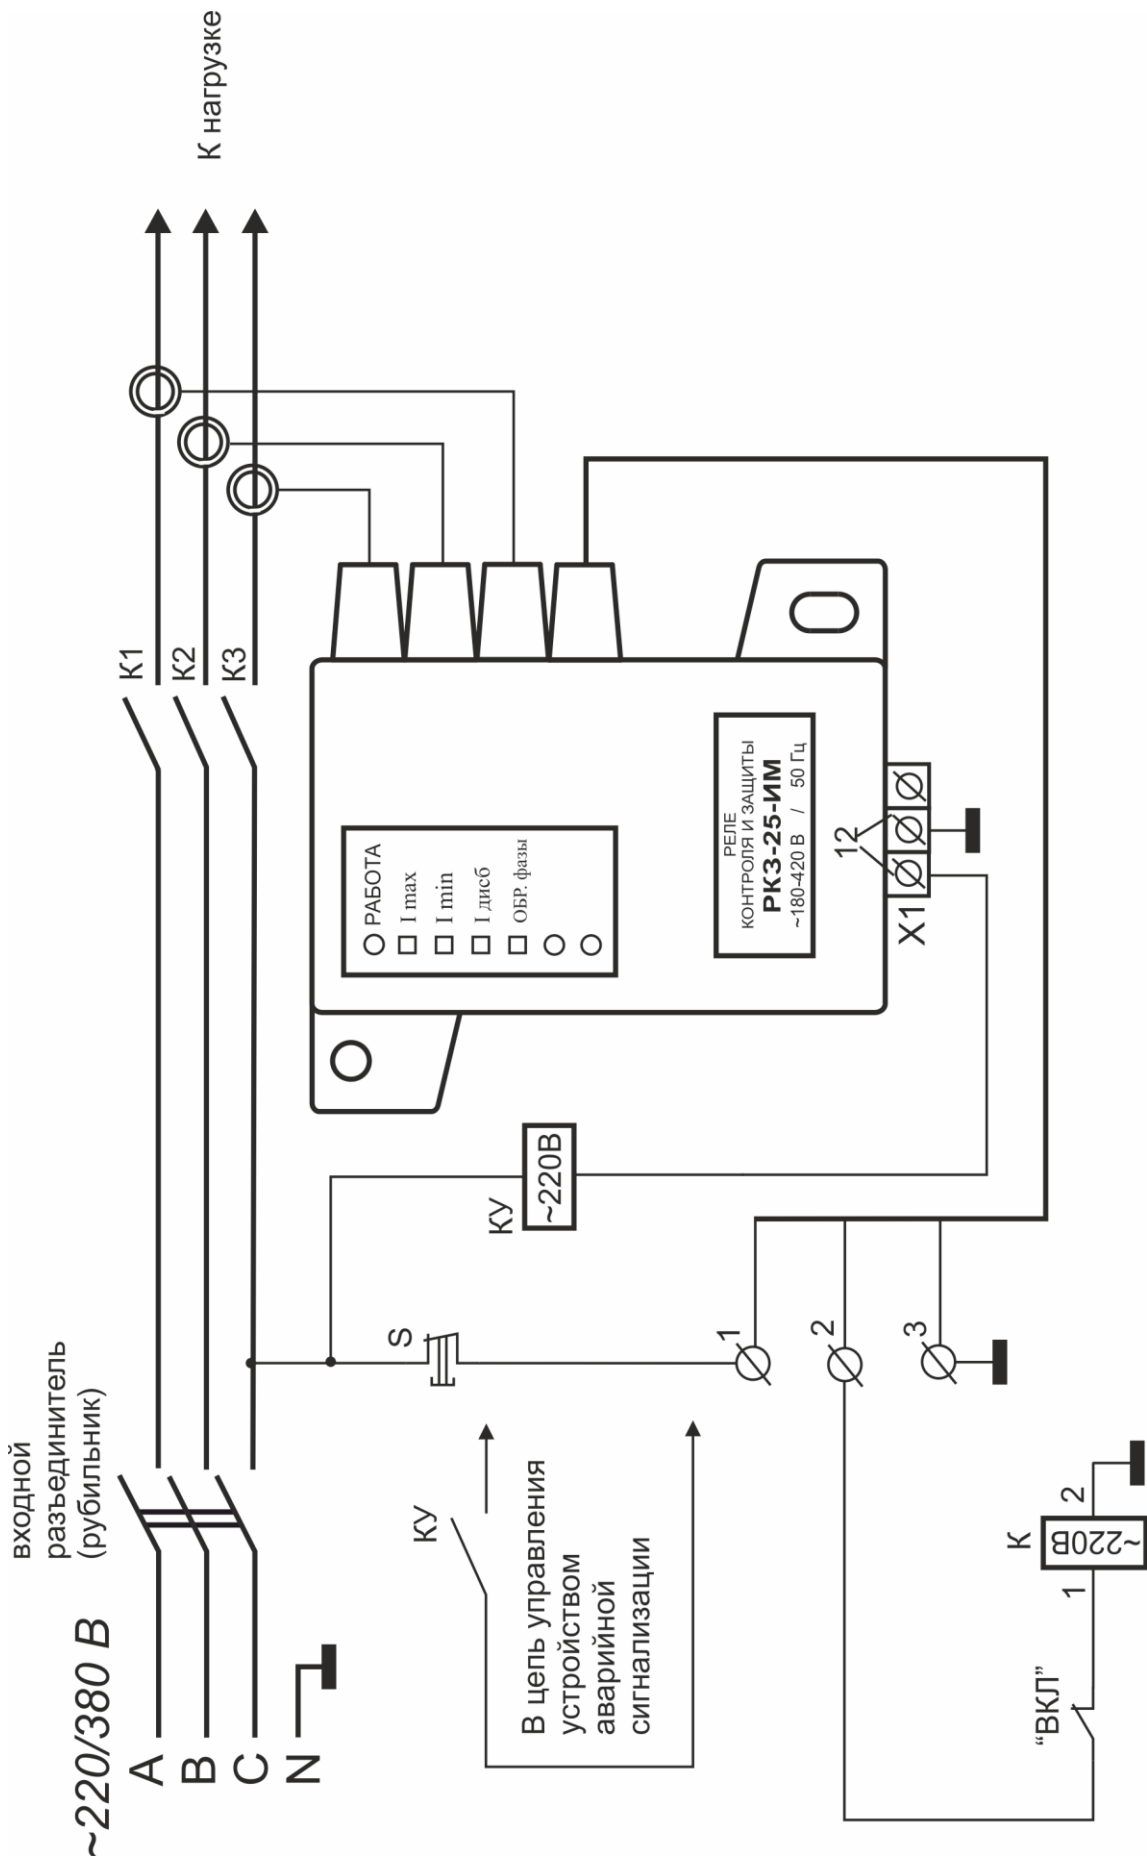 ~220/380 В
входной
разъединитель
(рубильник)
A
B
C
N
К1
К2
К3
К нагрузке
S
КУ
~220В
РАБОТА
I max
I min
I дисб
ОБР. фазы
РЕЛЕ
КОНТРОЛЯ И ЗАЩИТЫ
РКЗ-25-ИМ
~180-420 В / 50 Гц
12
X1
КУ
В цепь управления
устройством
аварийной
сигнализации
1
2
3
“ВКЛ”
К
1
~220В
2